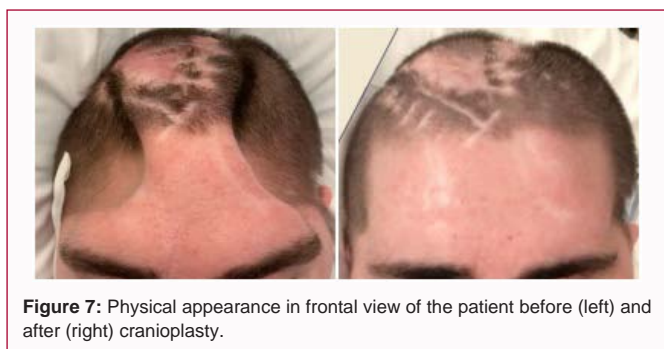 Figure 7: Physical appearance in frontal view of the patient before (left) and
after (right) cranioplasty.